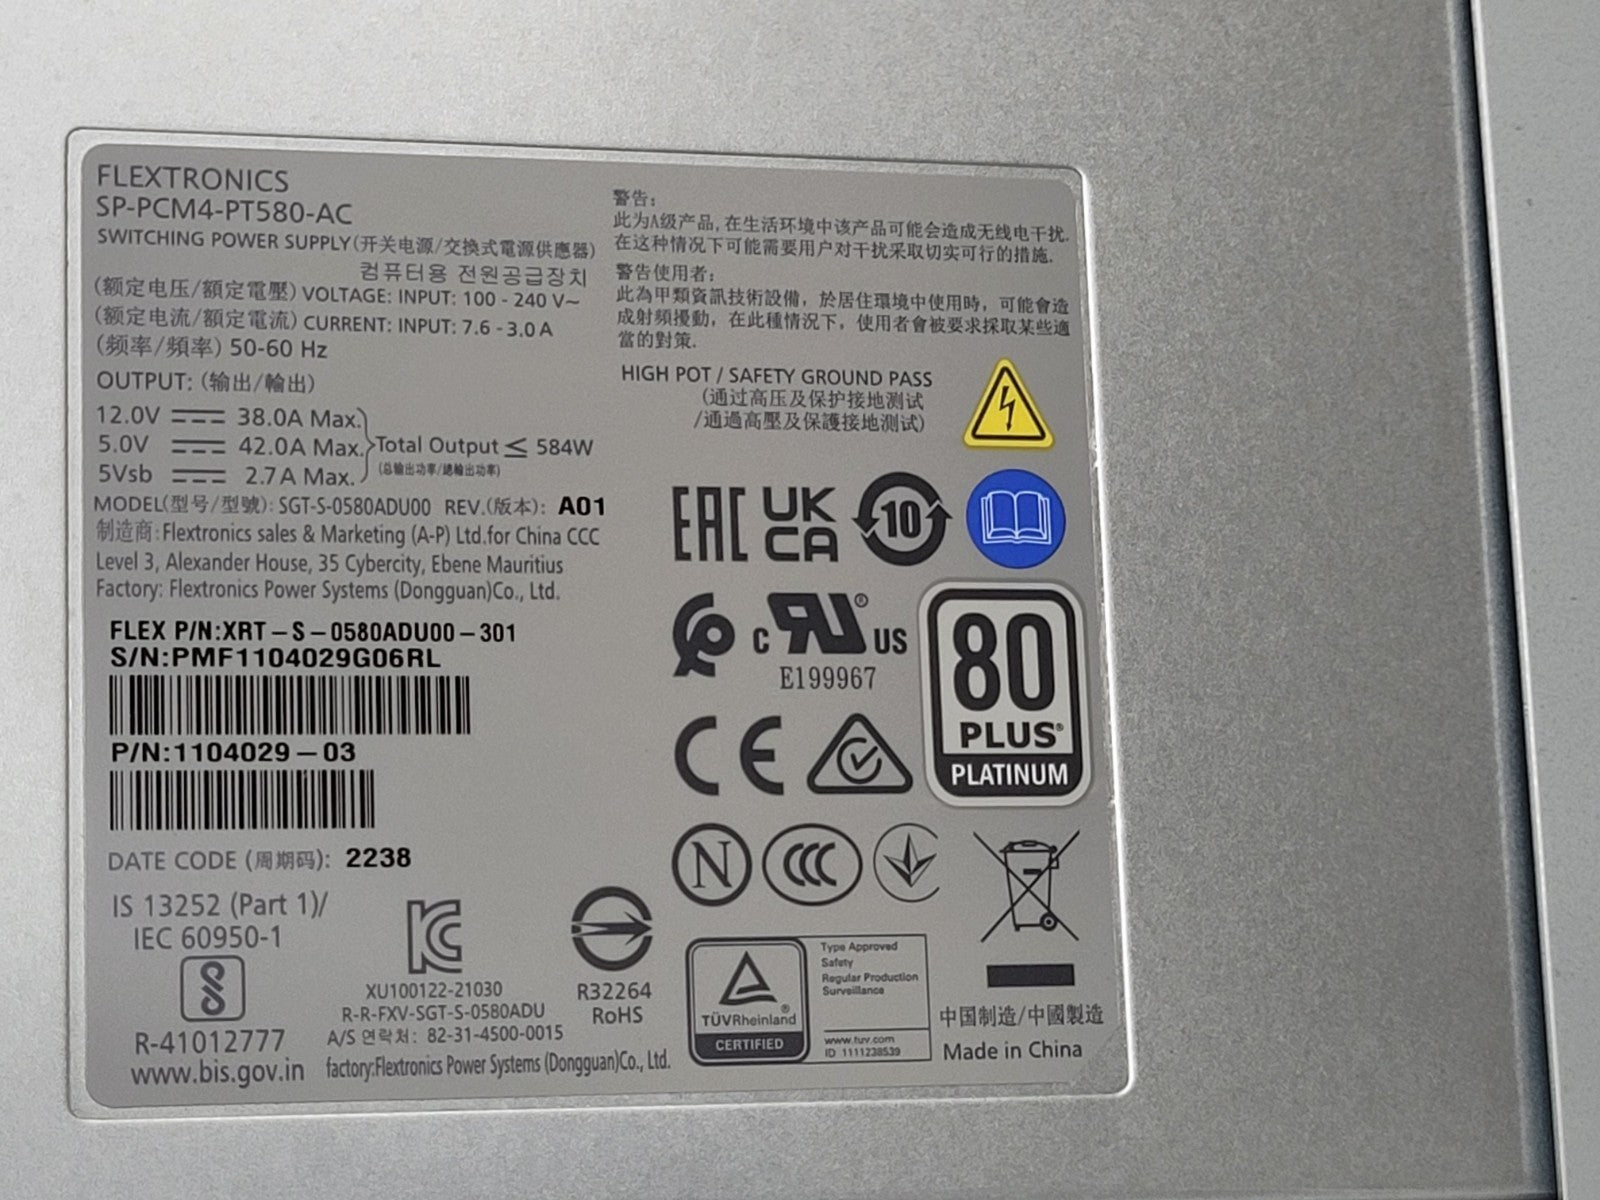 FLEXTRONICS
SP-PCM4-PT580-AC
SWITCHING POWER SUPPLY(开关电源/交換式電源供應器)
컴퓨터용 전원공급장치
(额定电压/額定電壓) VOLTAGE: INPUT: 100 - 240 V~
(额定电流/額定電流) CURRENT: INPUT: 7.6 - 3.0 A
(频率/頻率) 50-60 Hz
OUTPUT: (输出/輸出)
12.0V 38.0A Max.
5.0V 42.0A Max.
5Vsb 2.7A Max.
Total Output ≤ 584W
(总输出功率/總輸出功率)
MODEL(型号/型號): SGT-S-0580ADU00 REV.(版本): A01
制造商:Flextronics sales & Marketing (A-P) Ltd.for China CCC
Level 3, Alexander House, 35 Cybercity, Ebene Mauritius
Factory: Flextronics Power Systems (Dongguan)Co., Ltd.
FLEX P/N:XRT-S-0580ADU00-301
S/N:PMF1104029G06RL
P/N:1104029-03
DATE CODE (周期码): 2238
IS 13252 (Part 1)/
IEC 60950-1
R-41012777
www.bis.gov.in
XU100122-21030
R-R-FXV-SGT-S-0580ADU
A/S 연락처: 82-31-4500-0015
factory:Flextronics Power Systems (Dongguan)Co., Ltd.
R32264
RoHS
警告:
此为A级产品, 在生活环境中该产品可能会造成无线电干扰.
在这种情况下可能需要用户对干扰采取切实可行的措施.
警告使用者:
此為甲類資訊技術設備, 於居住環境中使用時, 可能會造
成射頻擾動, 在此種情況下, 使用者會被要求採取某些適
當的對策.
HIGH POT / SAFETY GROUND PASS
(通过高压及保护接地测试
/通過高壓及保護接地測試)
EAC
UK
CA
10
c RU® US
E199967
CE
80
PLUS®
PLATINUM
N
CCC
TÜVRheinland®
CERTIFIED
Type Approved
Safety
Regular Production
Surveillance
www.tuv.com
ID 1111238539
中国制造/中國製造
Made in China